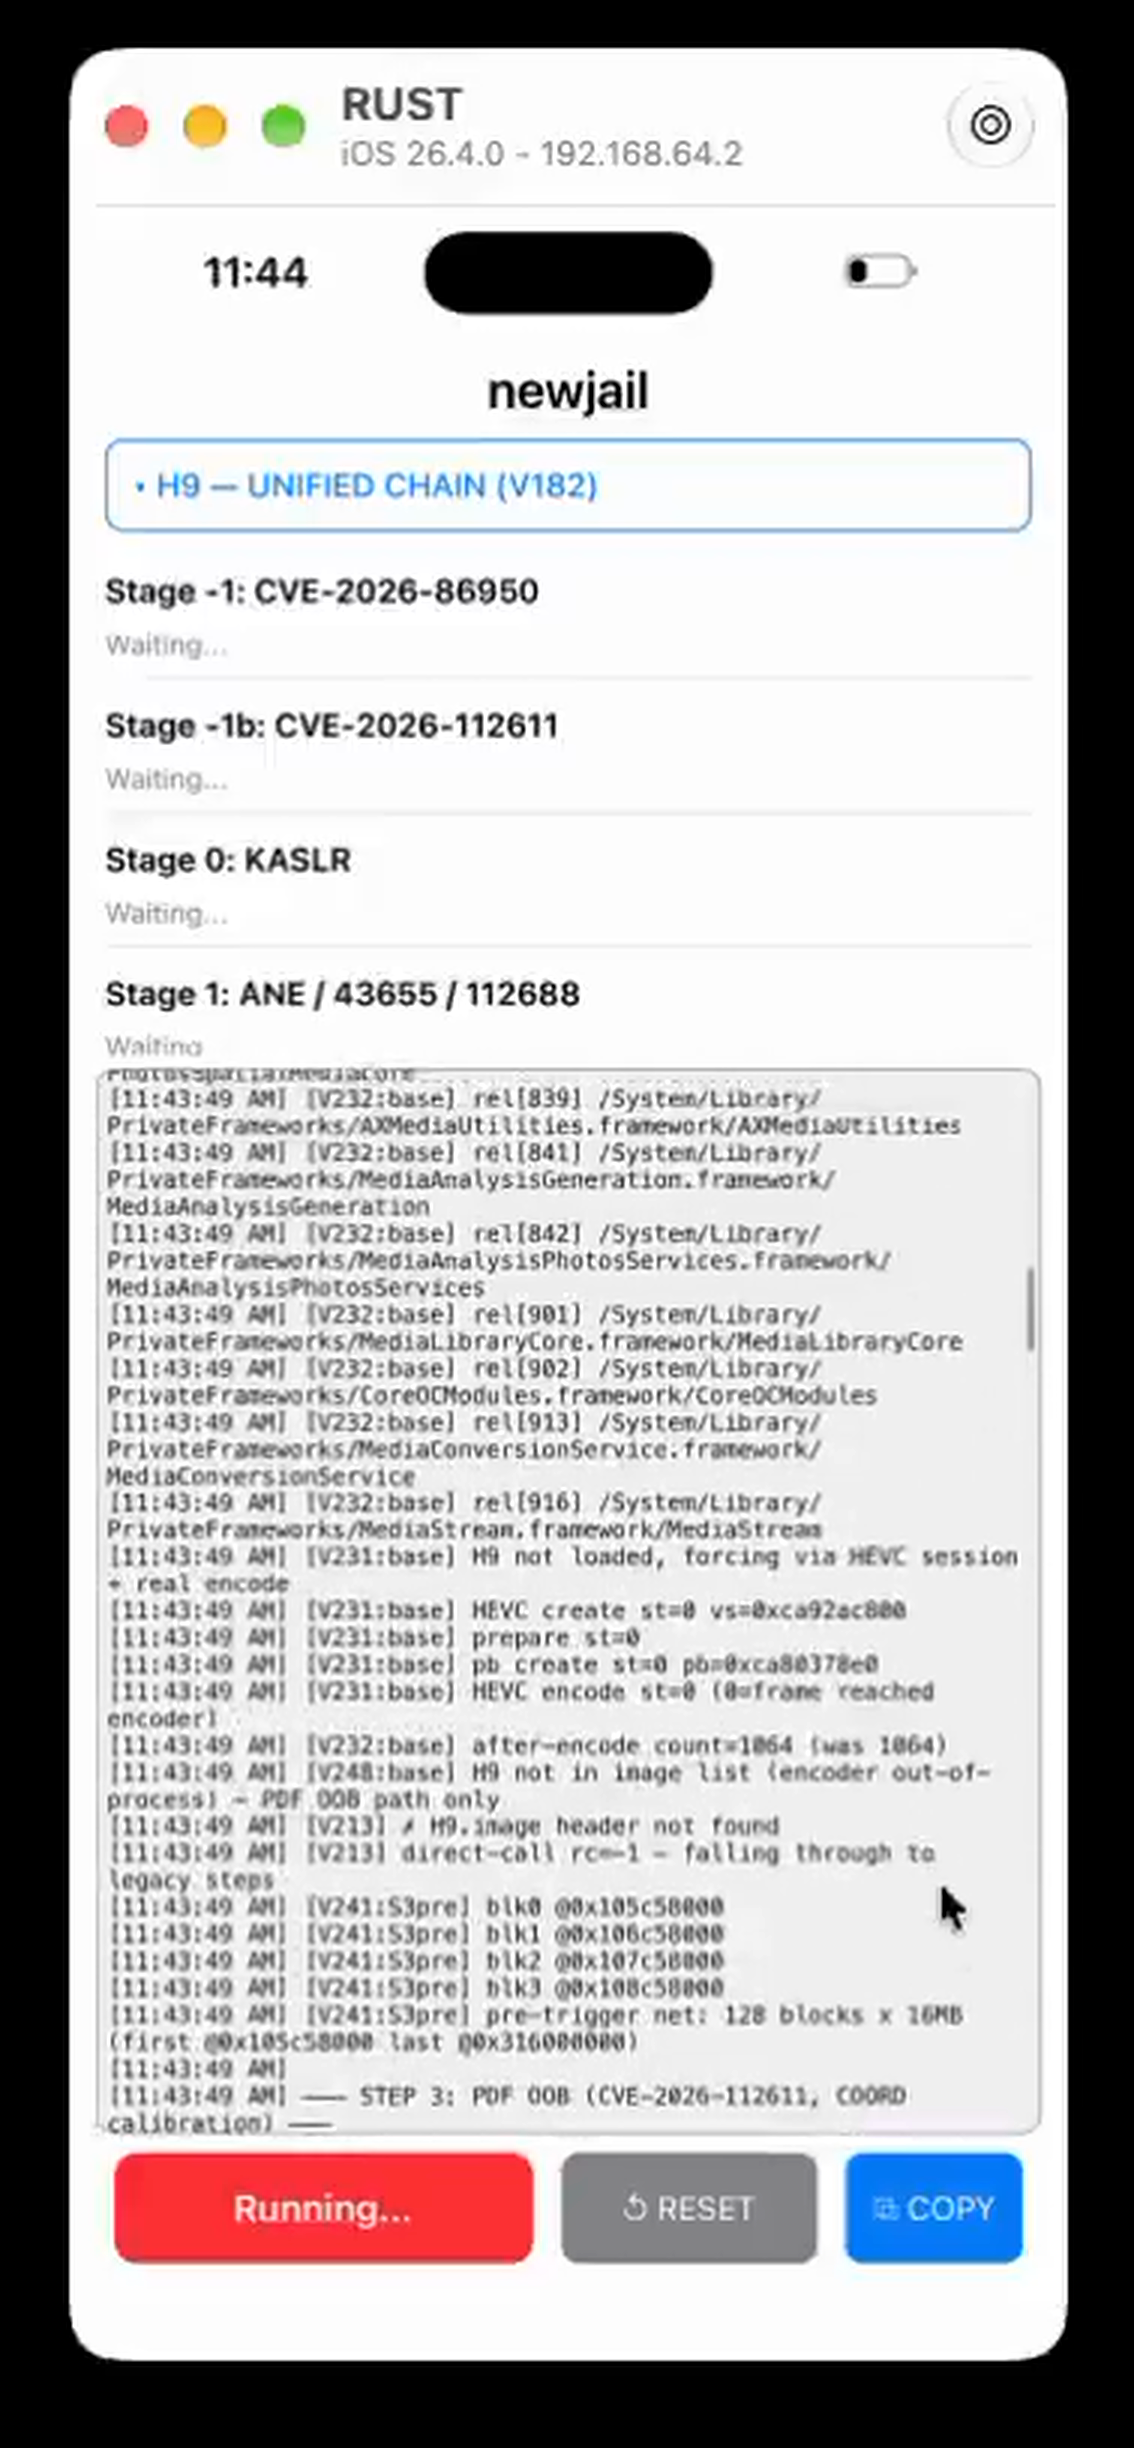 RUST
iOS 26.4.0 - 192.168.64.2
11:44
newjail
• H9 — UNIFIED CHAIN (V182)
Stage -1: CVE-2026-86950
Waiting...
Stage -1b: CVE-2026-112611
Waiting...
Stage 0: KASLR
Waiting...
Stage 1: ANE / 43655 / 112688
Waiting
PhotosSpatialMediaCore
[11:43:49 AM] [V232:base] rel[839] /System/Library/
PrivateFrameworks/AXMediaUtilities.framework/AXMediaUtilities
[11:43:49 AM] [V232:base] rel[841] /System/Library/
PrivateFrameworks/MediaAnalysisGeneration.framework/
MediaAnalysisGeneration
[11:43:49 AM] [V232:base] rel[842] /System/Library/
PrivateFrameworks/MediaAnalysisPhotosServices.framework/
MediaAnalysisPhotosServices
[11:43:49 AM] [V232:base] rel[901] /System/Library/
PrivateFrameworks/MediaLibraryCore.framework/MediaLibraryCore
[11:43:49 AM] [V232:base] rel[902] /System/Library/
PrivateFrameworks/CoreOCModules.framework/CoreOCModules
[11:43:49 AM] [V232:base] rel[913] /System/Library/
PrivateFrameworks/MediaConversionService.framework/
MediaConversionService
[11:43:49 AM] [V232:base] rel[916] /System/Library/
PrivateFrameworks/MediaStream.framework/MediaStream
[11:43:49 AM] [V231:base] H9 not loaded, forcing via HEVC session
+ real encode
[11:43:49 AM] [V231:base] HEVC create st=0 vs=0xca92ac800
[11:43:49 AM] [V231:base] prepare st=0
[11:43:49 AM] [V231:base] pb create st=0 pb=0xca80378e0
[11:43:49 AM] [V231:base] HEVC encode st=0 (0=frame reached
encoder)
[11:43:49 AM] [V232:base] after-encode count=1064 (was 1064)
[11:43:49 AM] [V248:base] H9 not in image list (encoder out-of-
process) — PDF OOB path only
[11:43:49 AM] [V213] ✗ H9.image header not found
[11:43:49 AM] [V213] direct-call rc=-1 — falling through to
legacy steps
[11:43:49 AM] [V241:S3pre] blk0 @0x105c58000
[11:43:49 AM] [V241:S3pre] blk1 @0x106c58000
[11:43:49 AM] [V241:S3pre] blk2 @0x107c58000
[11:43:49 AM] [V241:S3pre] blk3 @0x108c58000
[11:43:49 AM] [V241:S3pre] pre-trigger net: 128 blocks x 16MB
(first @0x105c58000 last @0x316000000)
[11:43:49 AM]
[11:43:49 AM] —— STEP 3: PDF OOB (CVE-2026-112611, COORD
calibration) ——
Running...
RESET
COPY